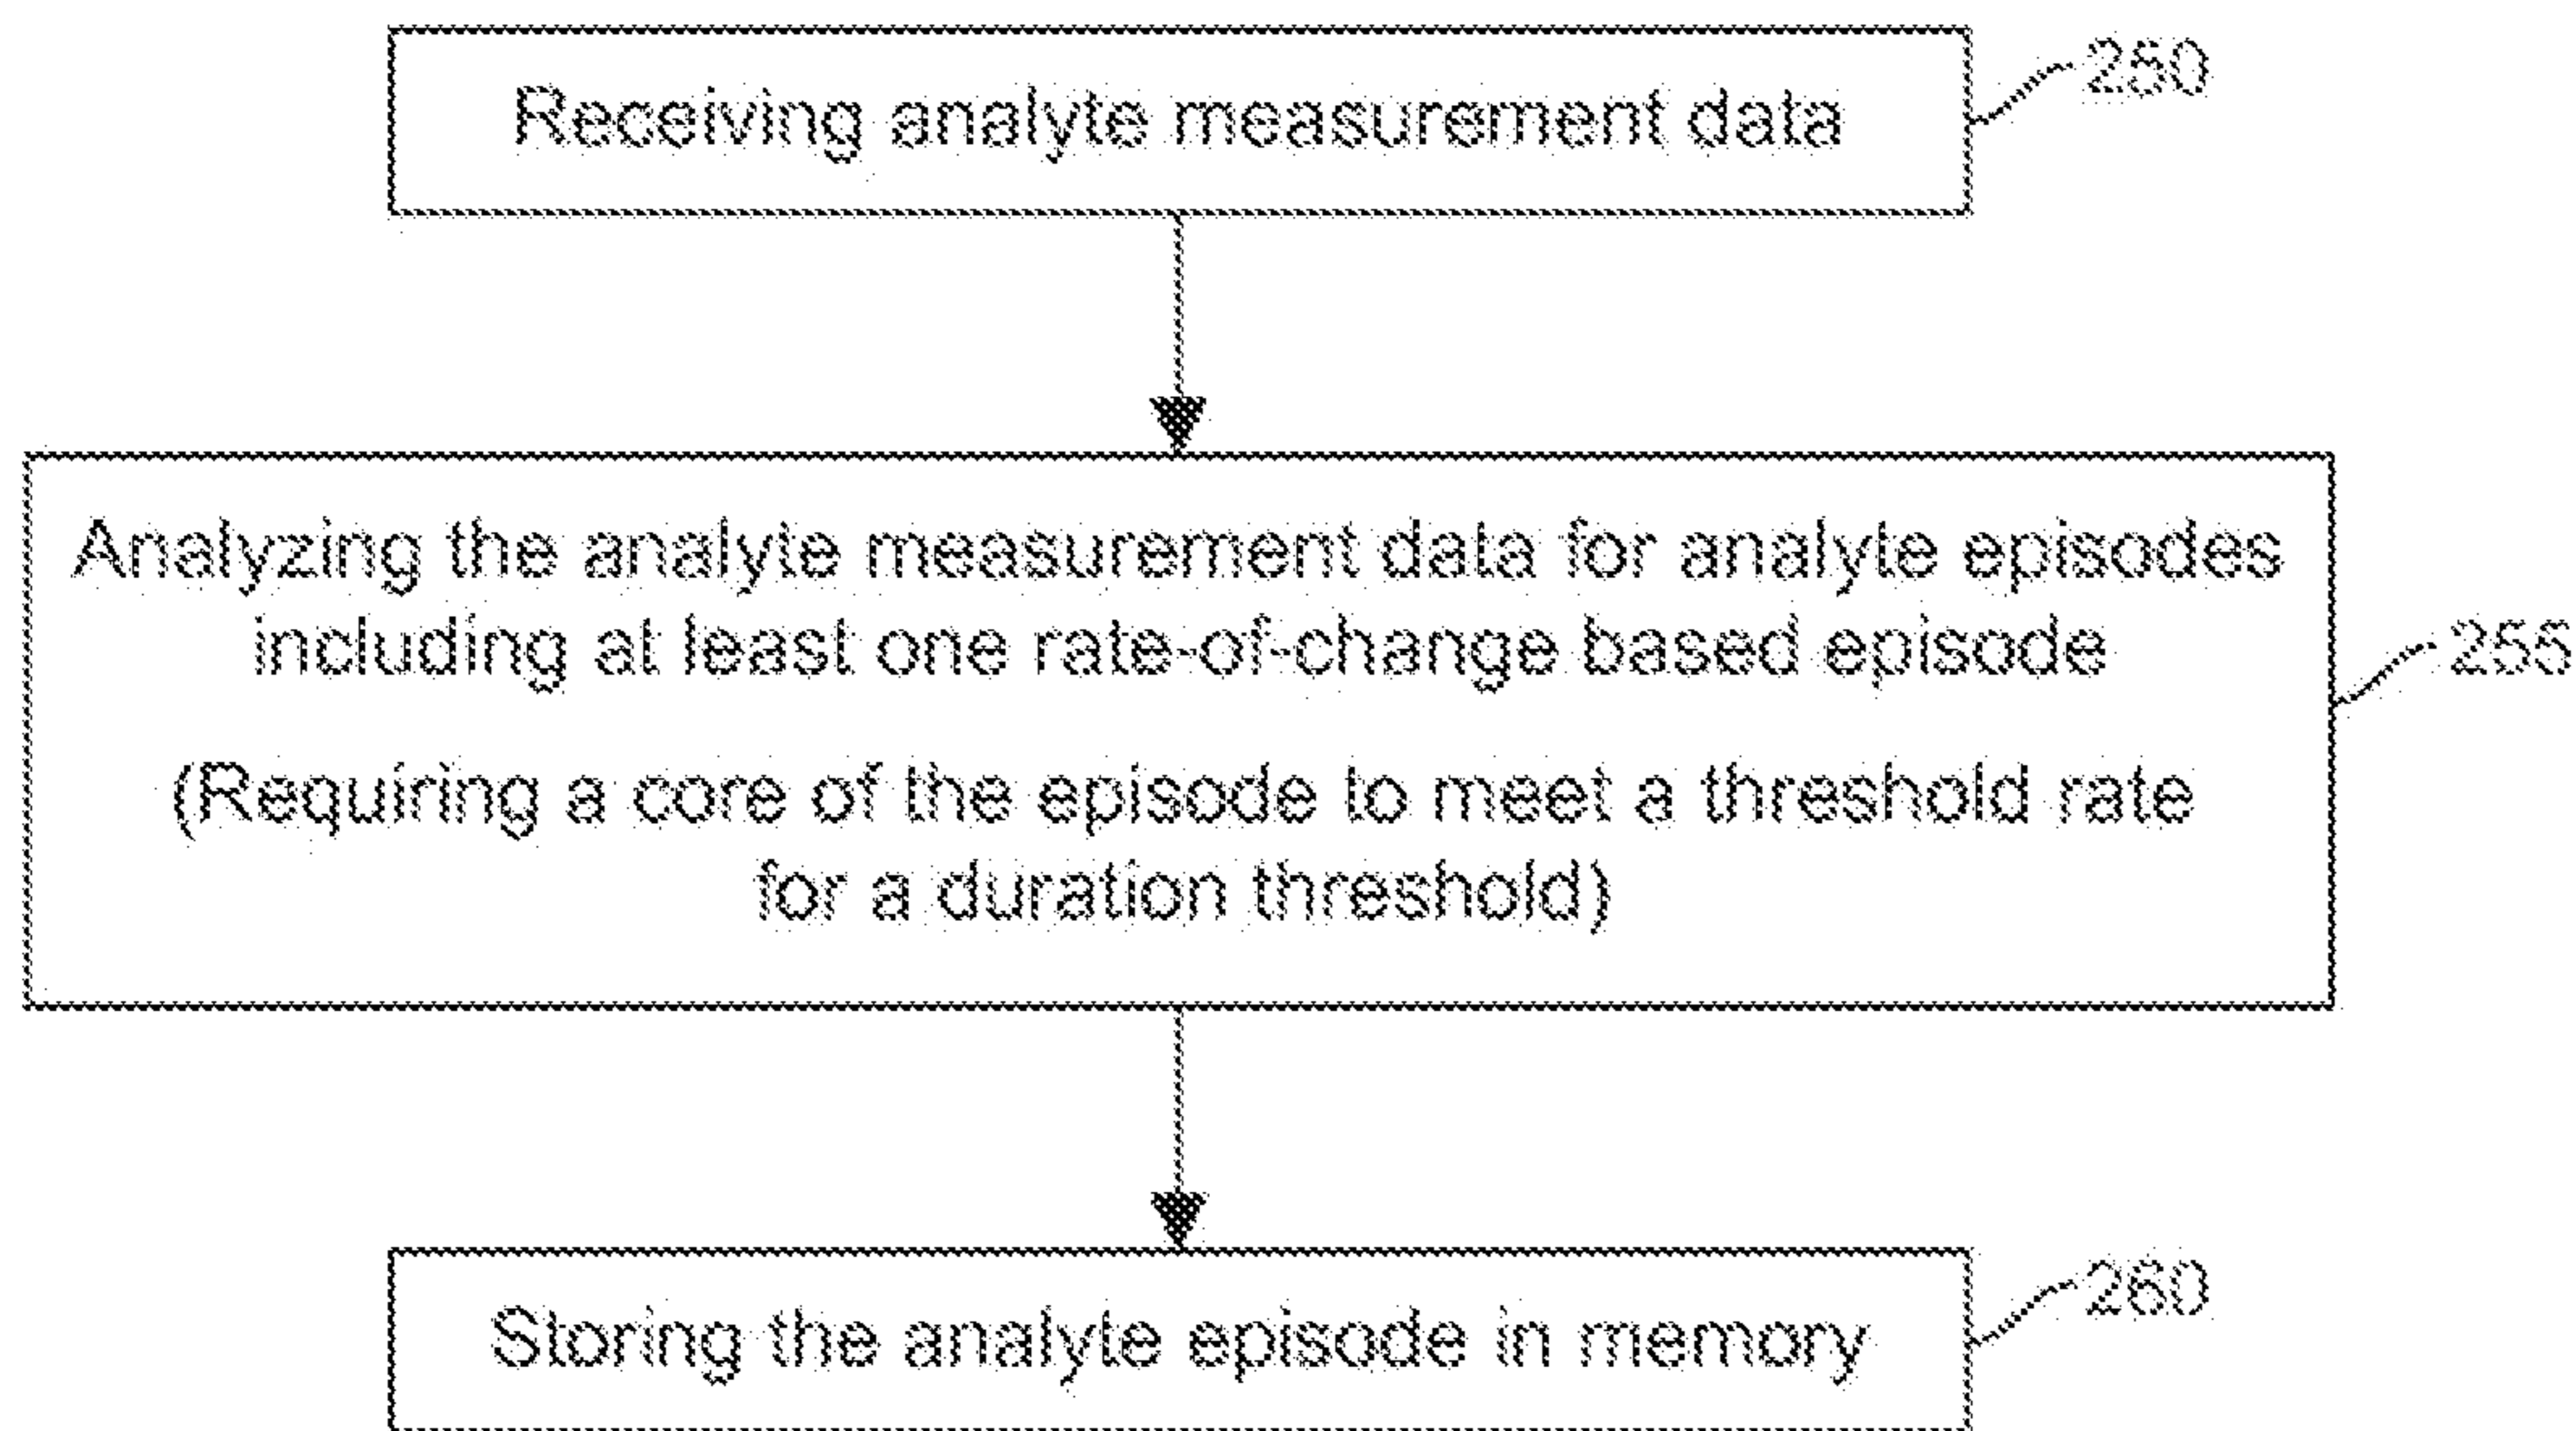 Receiving analyte measurement data
250
Analyzing the analyte measurement data for analyte episodes
including at least one rate-of-change based episode
255
(Requiring a core of the episode to meet a threshold rate
for a duration threshold)
Storing the analyte episode in memory
260